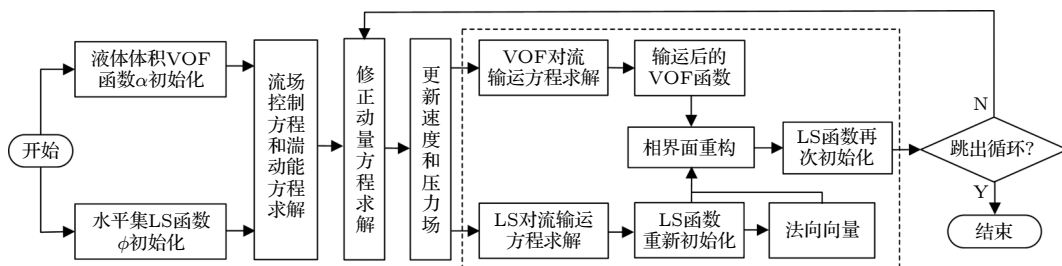 开始
液体体积VOF
函数α初始化
水平集LS函数
ϕ初始化
流场
控制
方程
和湍
动能
方程
求解
修正动量方程求解
更新速度和压力场
VOF对流
输运方程求解
输运后的
VOF函数
相界面重构
LS函数再
次初始化
LS对流输运
方程求解
LS函数
重新初始化
法向向量
N
跳出循环?
Y
结束